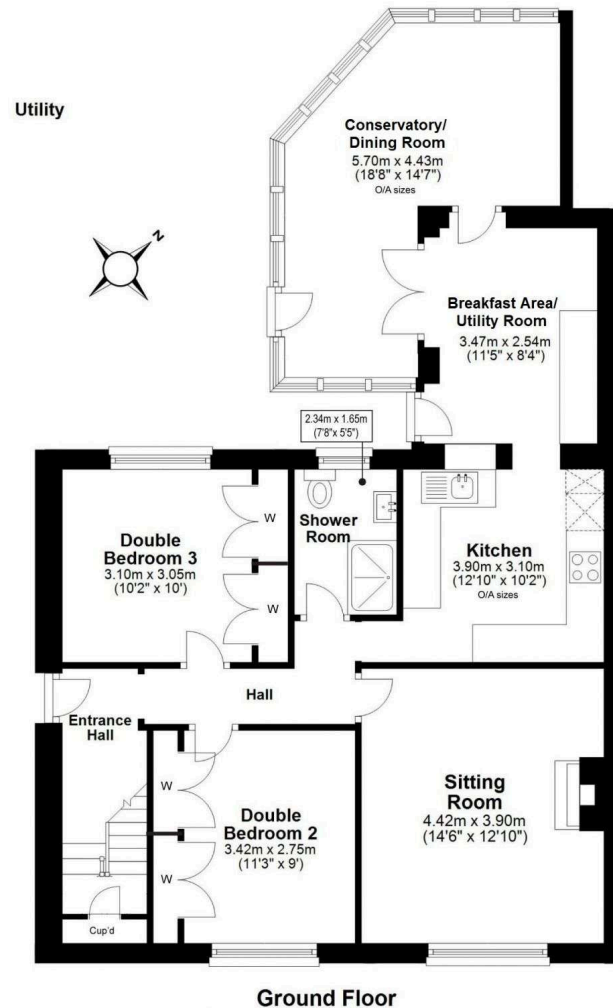 Utility
Conservatory/
Dining Room
5.70m x 4.43m
(18'8" x 14'7")
O/A sizes
N
Breakfast Area/
Utility Room
3.47m x 2.54m
(11'5" x 8'4")
2.34m x 1.65m
(7'8"x 5'5")
Double
Bedroom 3
3.10m x 3.05m
(10'2" x 10')
W
W
Shower
Room
Kitchen
3.90m x 3.10m
(12'10" x 10'2")
O/A sizes
Hall
Entrance
Hall
W
W
Double
Bedroom 2
3.42m x 2.75m
(11'3" x 9')
Sitting
Room
4.42m x 3.90m
(14'6" x 12'10")
Cup'd
Ground Floor